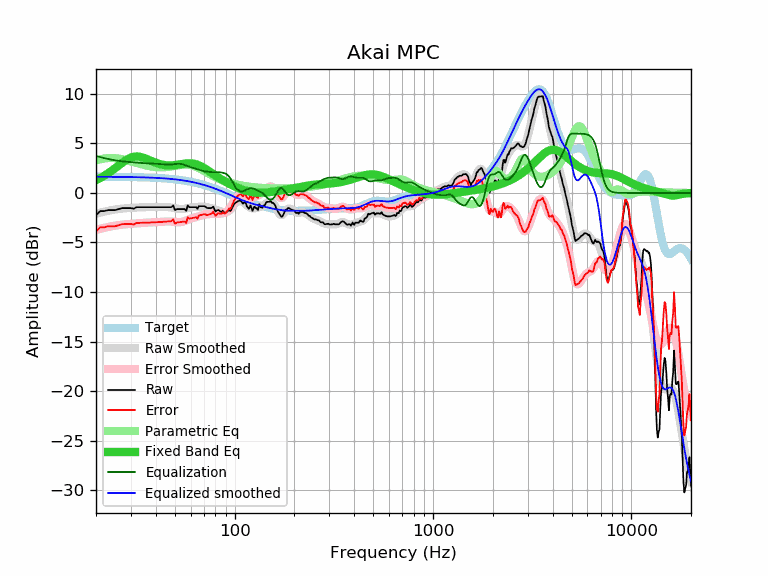 Akai MPC
10
5
0
−5
−10
−15
−20
−25
−30
Amplitude (dBr)
Target
Raw Smoothed
Error Smoothed
Raw
Error
Parametric Eq
Fixed Band Eq
Equalization
Equalized smoothed
100 1000 10000
Frequency (Hz)